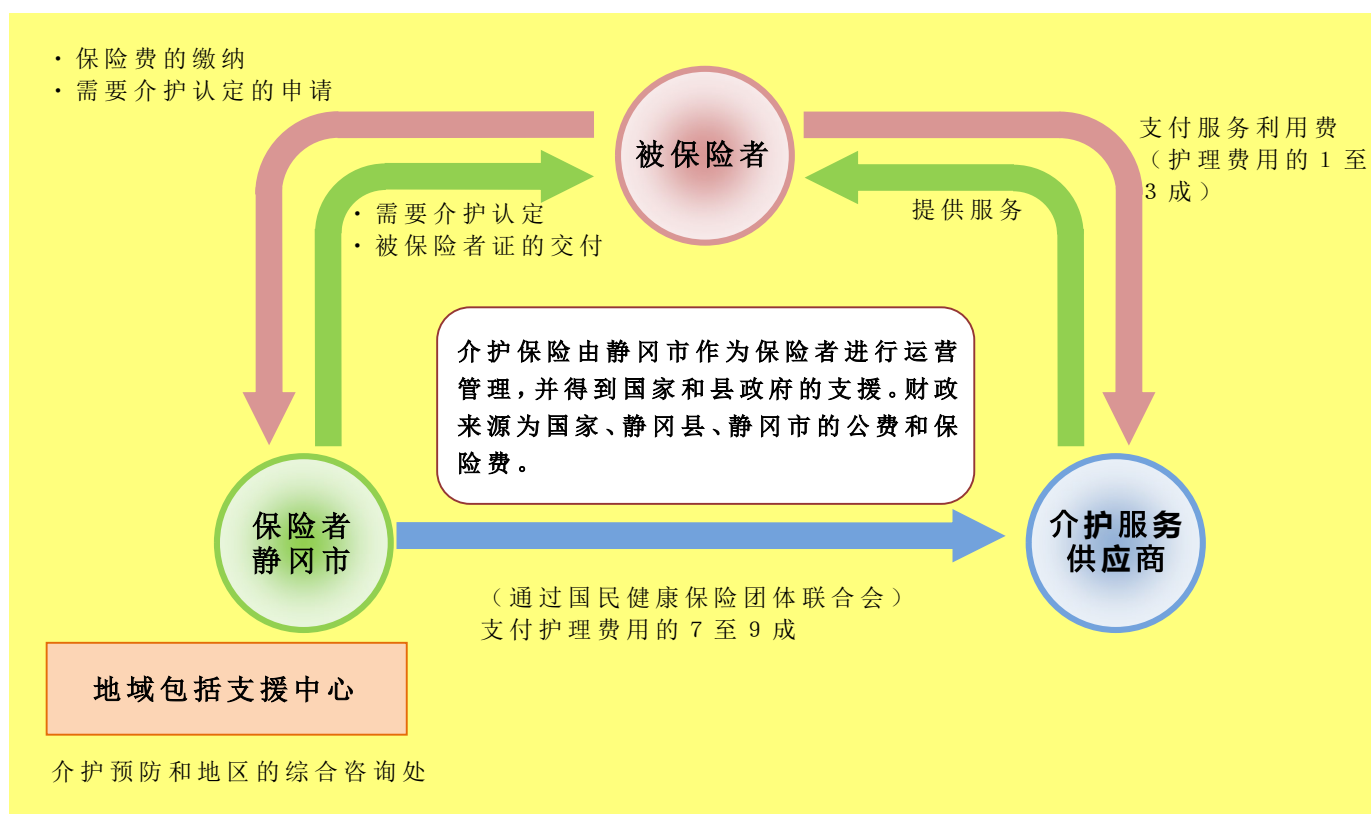 ・保险费的缴纳
・需要介护认定的申请
被保险者
支付服务利用费
（护理费用的１至
３成）
・需要介护认定
・被保险者证的交付
提供服务
介护保险由静冈市作为保险者进行运营
管理，并得到国家和县政府的支援。财政
来源为国家、静冈县、静冈市的公费和保
险费。
保险者
静冈市
介护服务
供应商
（通过国民健康保险团体联合会）
支付护理费用的７至９成
地域包括支援中心
介护预防和地区的综合咨询处